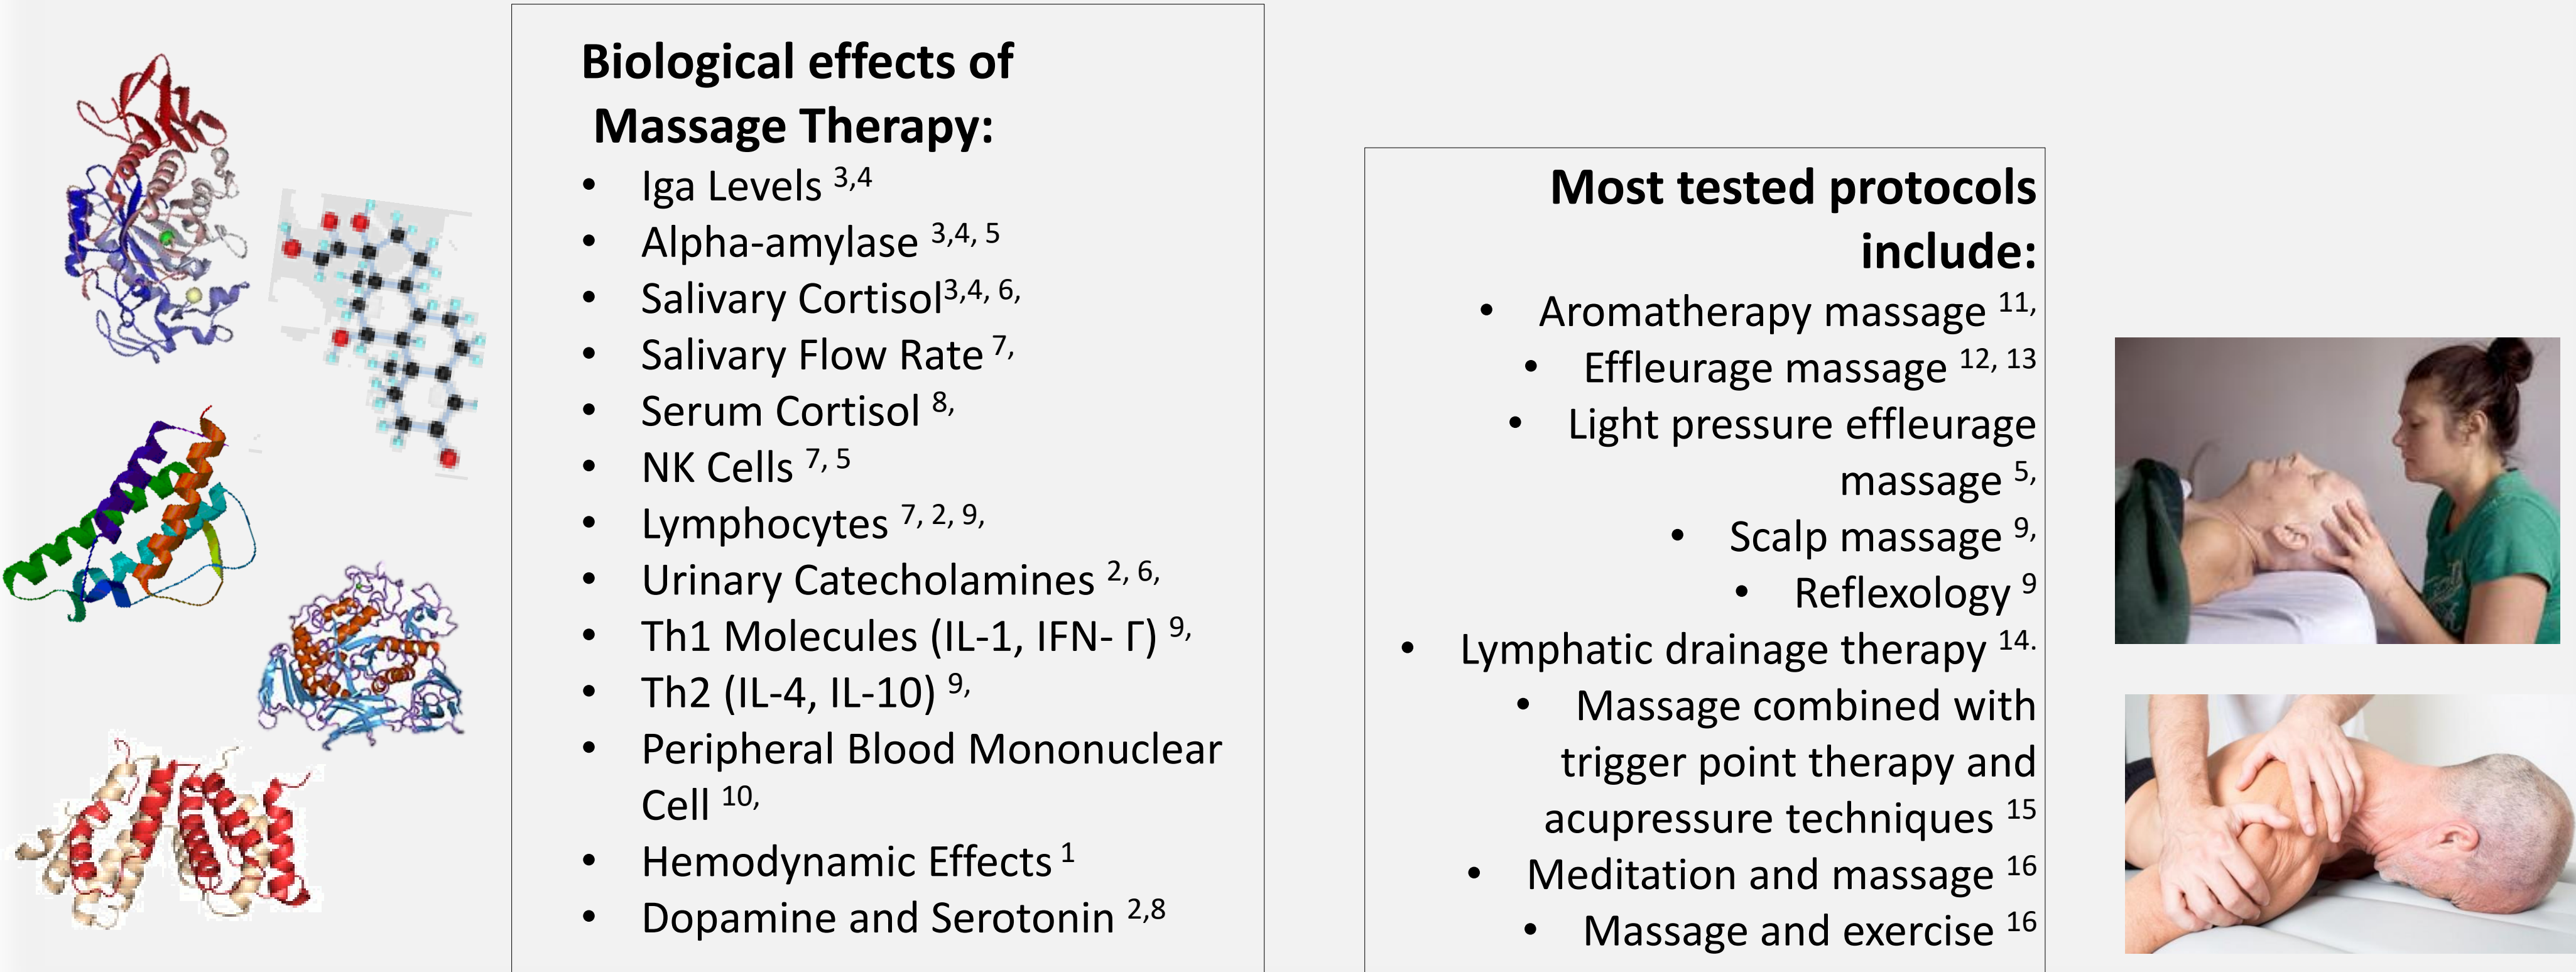 Biological effects of
Massage Therapy:
• Iga Levels 3,4
• Alpha-amylase 3,4, 5
• Salivary Cortisol3,4, 6,
• Salivary Flow Rate 7,
• Serum Cortisol 8,
• NK Cells 7, 5
• Lymphocytes 7, 2, 9,
• Urinary Catecholamines 2, 6,
• Th1 Molecules (IL-1, IFN- Γ) 9,
• Th2 (IL-4, IL-10) 9,
• Peripheral Blood Mononuclear
Cell 10,
• Hemodynamic Effects 1
• Dopamine and Serotonin 2,8
Most tested protocols
include:
• Aromatherapy massage 11,
• Effleurage massage 12, 13
• Light pressure effleurage
massage 5,
• Scalp massage 9,
• Reflexology 9
• Lymphatic drainage therapy 14.
• Massage combined with
trigger point therapy and
acupressure techniques 15
• Meditation and massage 16
• Massage and exercise 16